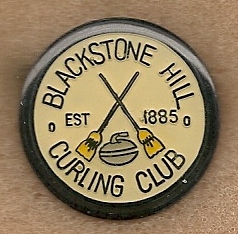 BLACKSTONE HILL
EST 1885
CURLING CLUB